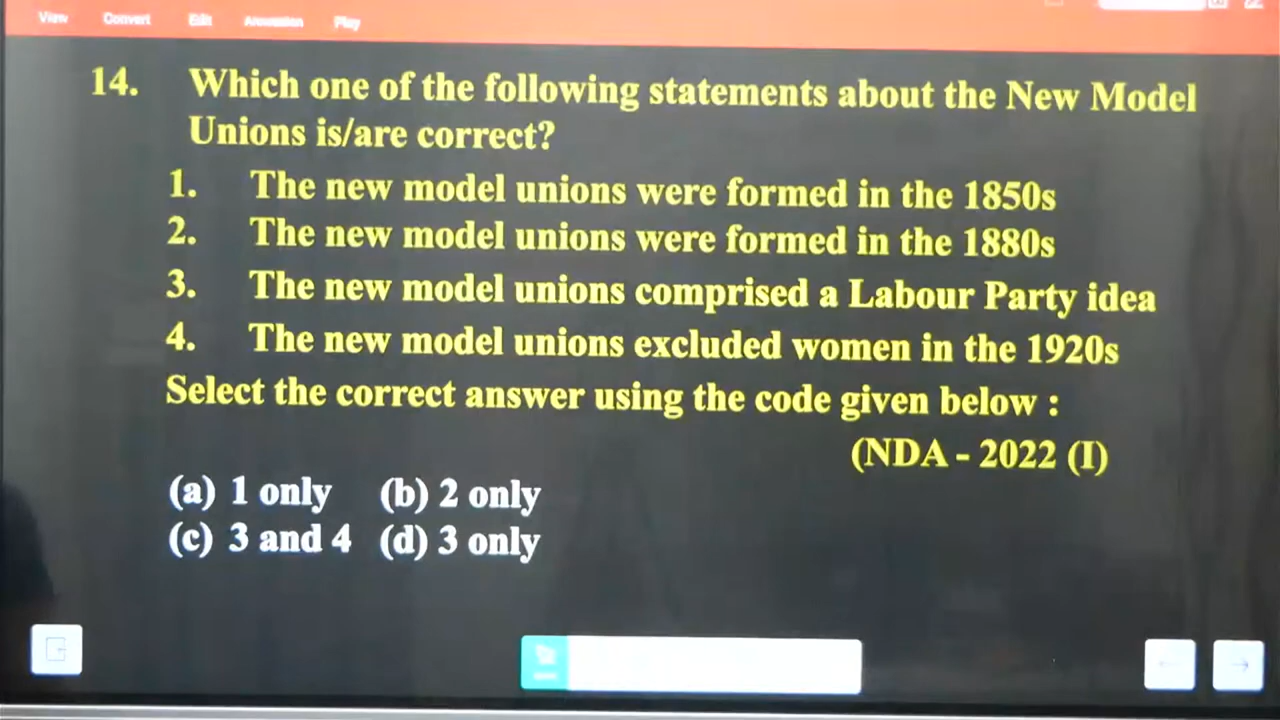 View Convert Edit Annotation Play
14. Which one of the following statements about the New Model
Unions is/are correct?
1. The new model unions were formed in the 1850s
2. The new model unions were formed in the 1880s
3. The new model unions comprised a Labour Party idea
4. The new model unions excluded women in the 1920s
Select the correct answer using the code given below :
(NDA - 2022 (I)
(a) 1 only (b) 2 only
(c) 3 and 4 (d) 3 only